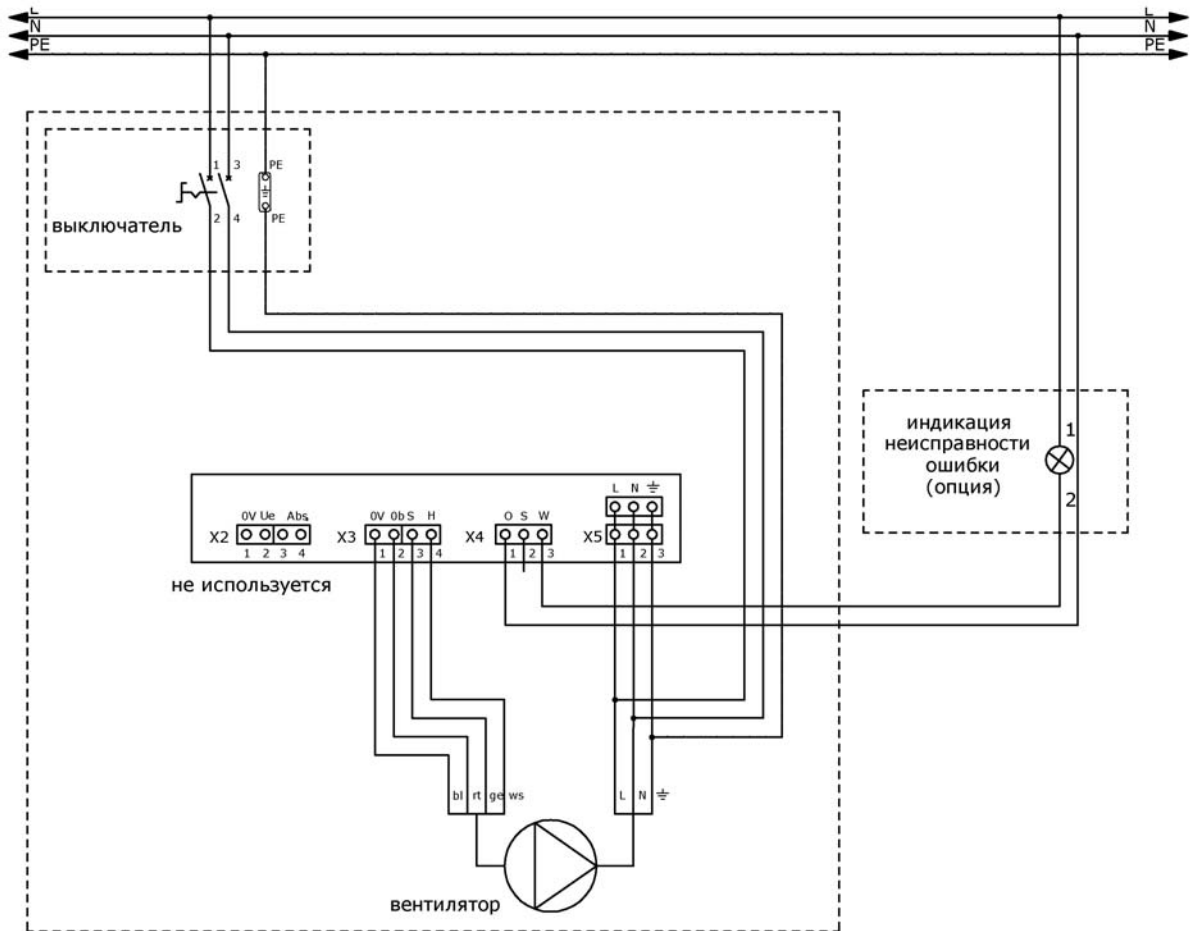 L L
N N
PE PE
1 3 PE
2 4 PE
выключатель
индикация
неисправности
ошибки
(опция)
1
2
L N
0V Ue Abs.
0V 0b S H
O S W
X2 X3 X4 X5
1 2 3 4
1 2 3 4
1 2 3
1 2 3
не используется
bl rt ge ws
L N
вентилятор